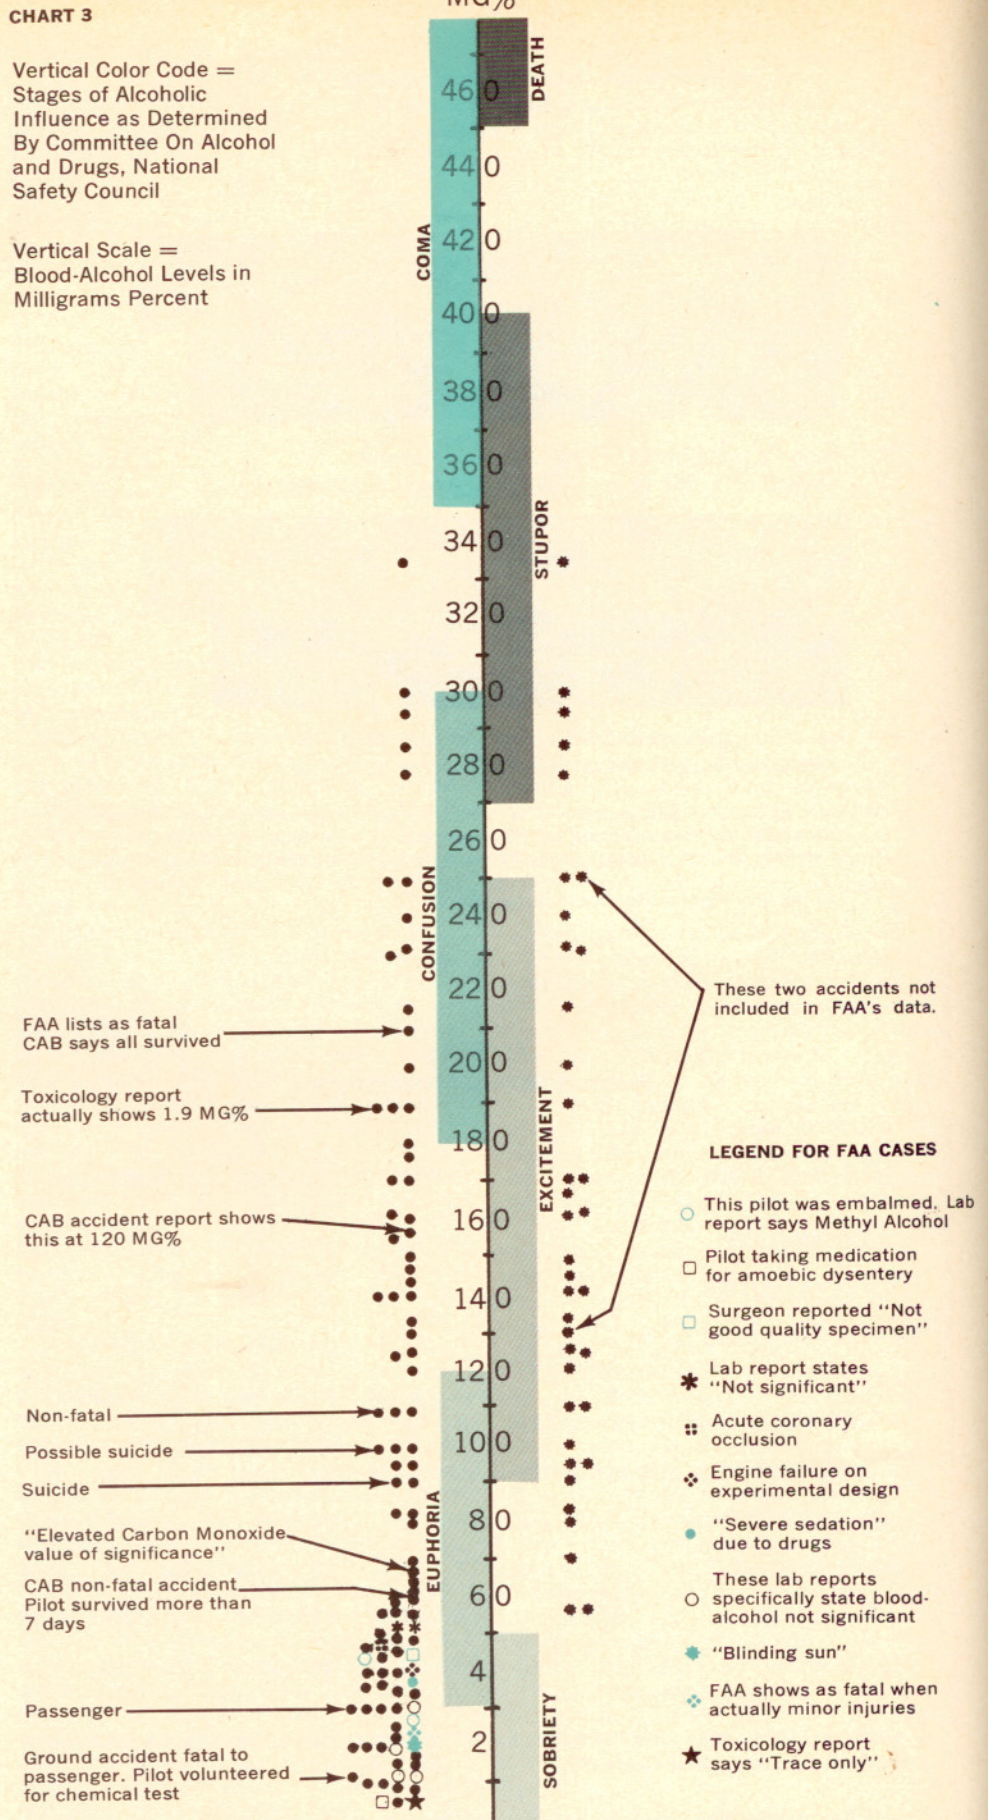 MG%
CHART 3
Vertical Color Code =
Stages of Alcoholic
Influence as Determined
By Committee On Alcohol
and Drugs, National
Safety Council
Vertical Scale =
Blood-Alcohol Levels in
Milligrams Percent
DEATH
COMA
STUPOR
CONFUSION
EXCITEMENT
EUPHORIA
SOBRIETY
460
440
420
400
380
360
340
320
300
280
260
240
220
200
180
160
140
120
100
80
60
4
2
FAA lists as fatal
CAB says all survived
Toxicology report
actually shows 1.9 MG%
CAB accident report shows
this at 120 MG%
Non-fatal
Possible suicide
Suicide
"Elevated Carbon Monoxide
value of significance"
CAB non-fatal accident
Pilot survived more than
7 days
Passenger
Ground accident fatal to
passenger. Pilot volunteered
for chemical test
These two accidents not
included in FAA's data.
LEGEND FOR FAA CASES
This pilot was embalmed. Lab
report says Methyl Alcohol
Pilot taking medication
for amoebic dysentery
Surgeon reported "Not
good quality specimen"
Lab report states
"Not significant"
Acute coronary
occlusion
Engine failure on
experimental design
"Severe sedation"
due to drugs
These lab reports
specifically state blood-
alcohol not significant
"Blinding sun"
FAA shows as fatal when
actually minor injuries
Toxicology report
says "Trace only"